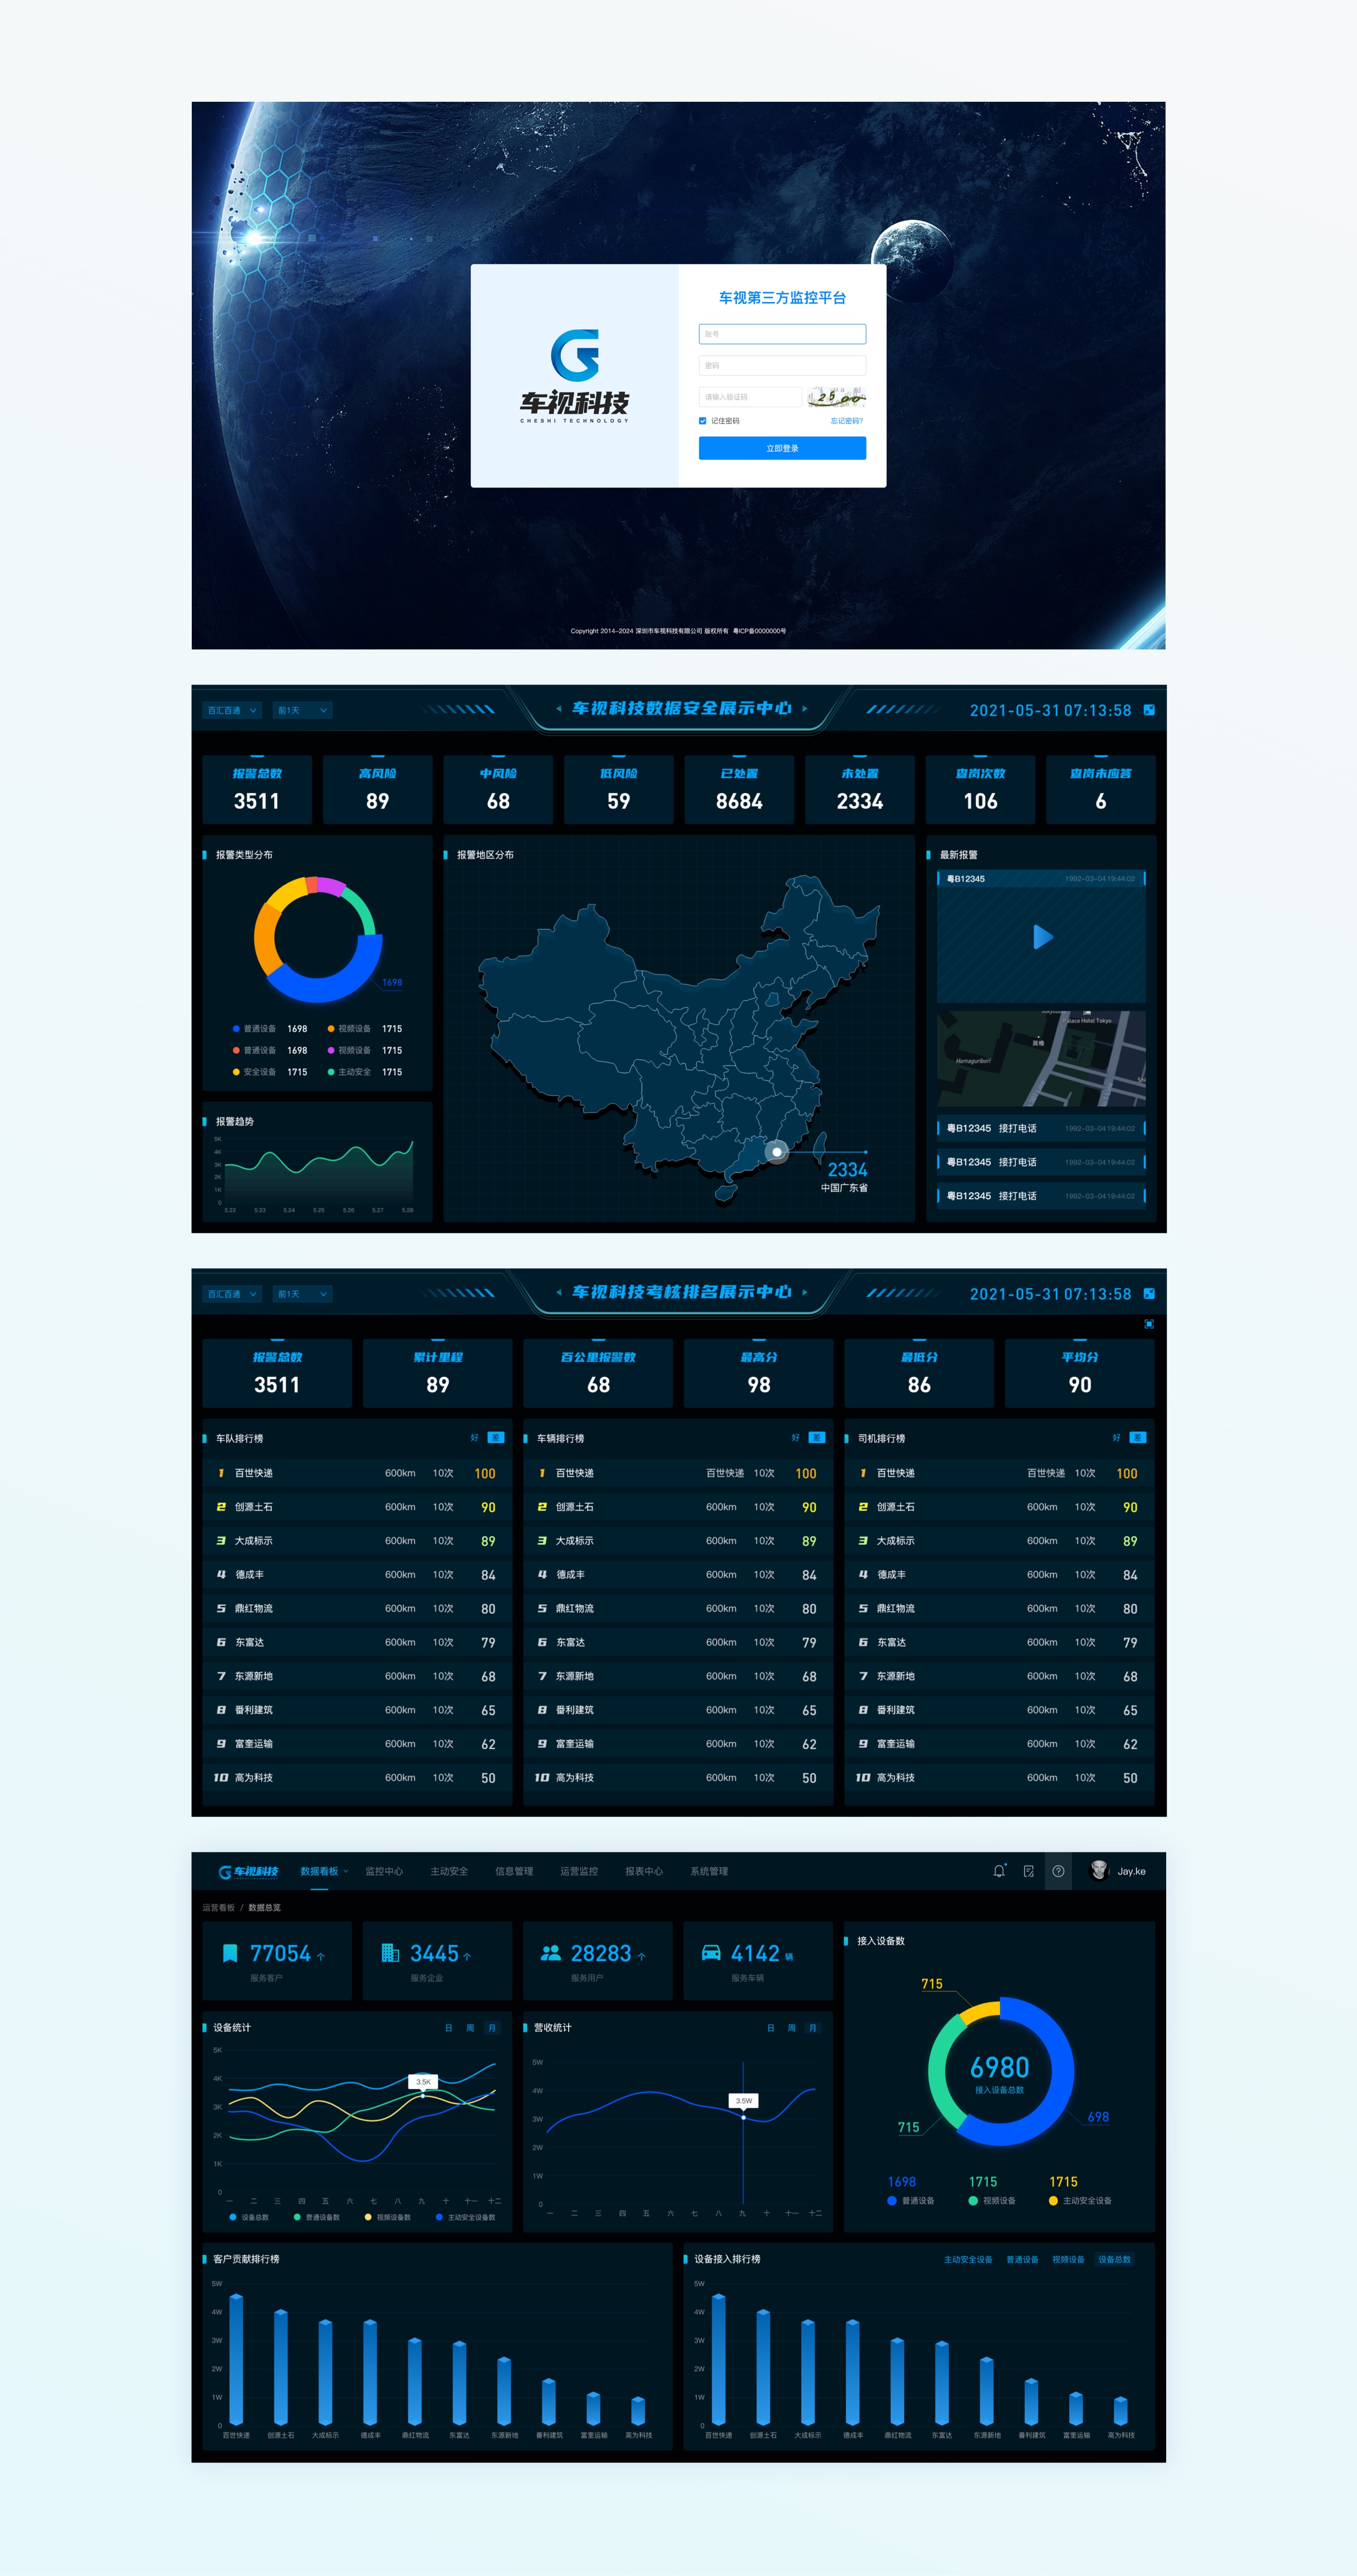 车视科技
CHESHI TECHNOLOGY
车视第三方监控平台
账号
密码
请输入验证码 2500
记住密码 忘记密码?
立即登录
Copyright 2014-2024 深圳市车视科技有限公司 版权所有 粤ICP备0000000号
百汇百通 前1天 车视科技数据安全展示中心 2021-05-31 07:13:58
报警总数 高风险 中风险 低风险 已处置 未处置 查岗次数 查岗未应答
3511 89 68 59 8684 2334 106 6
报警类型分布
1698
普通设备 1698 视频设备 1715
普通设备 1698 视频设备 1715
安全设备 1715 主动安全 1715
报警趋势
5K
4K
3K
2K
1K
0
5.22 5.23 5.24 5.25 5.26 5.27 5.28
报警地区分布
2334
中国广东省
最新报警
粤B12345 1992-03-04 19:44:02
Palace Hotel Tokyo
Hamaguribori
粤B12345 接打电话 1992-03-04 19:44:02
粤B12345 接打电话 1992-03-04 19:44:02
粤B12345 接打电话 1992-03-04 19:44:02
百汇百通 前1天 车视科技考核排名展示中心 2021-05-31 07:13:58
报警总数 累计里程 百公里报警数 最高分 最低分 平均分
3511 89 68 98 86 90
车队排行榜 好 差
1 百世快递 600km 10次 100
2 创源土石 600km 10次 90
3 大成标示 600km 10次 89
4 德成丰 600km 10次 84
5 鼎红物流 600km 10次 80
6 东富达 600km 10次 79
7 东源新地 600km 10次 68
8 番利建筑 600km 10次 65
9 富奎运输 600km 10次 62
10 高为科技 600km 10次 50
车辆排行榜 好 差
1 百世快递 百世快递 10次 100
2 创源土石 600km 10次 90
3 大成标示 600km 10次 89
4 德成丰 600km 10次 84
5 鼎红物流 600km 10次 80
6 东富达 600km 10次 79
7 东源新地 600km 10次 68
8 番利建筑 600km 10次 65
9 富奎运输 600km 10次 62
10 高为科技 600km 10次 50
司机排行榜 好 差
1 百世快递 百世快递 10次 100
2 创源土石 600km 10次 90
3 大成标示 600km 10次 89
4 德成丰 600km 10次 84
5 鼎红物流 600km 10次 80
6 东富达 600km 10次 79
7 东源新地 600km 10次 68
8 番利建筑 600km 10次 65
9 富奎运输 600km 10次 62
10 高为科技 600km 10次 50
车视科技 数据看板 监控中心 主动安全 信息管理 运营监控 报表中心 系统管理 Jay.ke
运营看板 / 数据总览
77054 个 3445 个 28283 个 4142 辆
服务客户 服务企业 服务用户 服务车辆
设备统计 日 周 月
5K
4K
3K
2K
1K
0
3.5K
一 二 三 四 五 六 七 八 九 十 十一 十二
设备总数 普通设备数 视频设备数 主动安全设备数
营收统计 日 周 月
5W
4W
3W
2W
1W
0
3.5W
一 二 三 四 五 六 七 八 九 十 十一 十二
接入设备数
715
6980
接入设备总数
698
715
1698 1715 1715
普通设备 视频设备 主动安全设备
客户贡献排行榜
5W
4W
3W
2W
1W
0
百世快递 创源土石 大成标示 德成丰 鼎红物流 东富达 东源新地 番利建筑 富奎运输 高为科技
设备接入排行榜 主动安全设备 普通设备 视频设备 设备总数
5W
4W
3W
2W
1W
0
百世快递 创源土石 大成标示 德成丰 鼎红物流 东富达 东源新地 番利建筑 富奎运输 高为科技